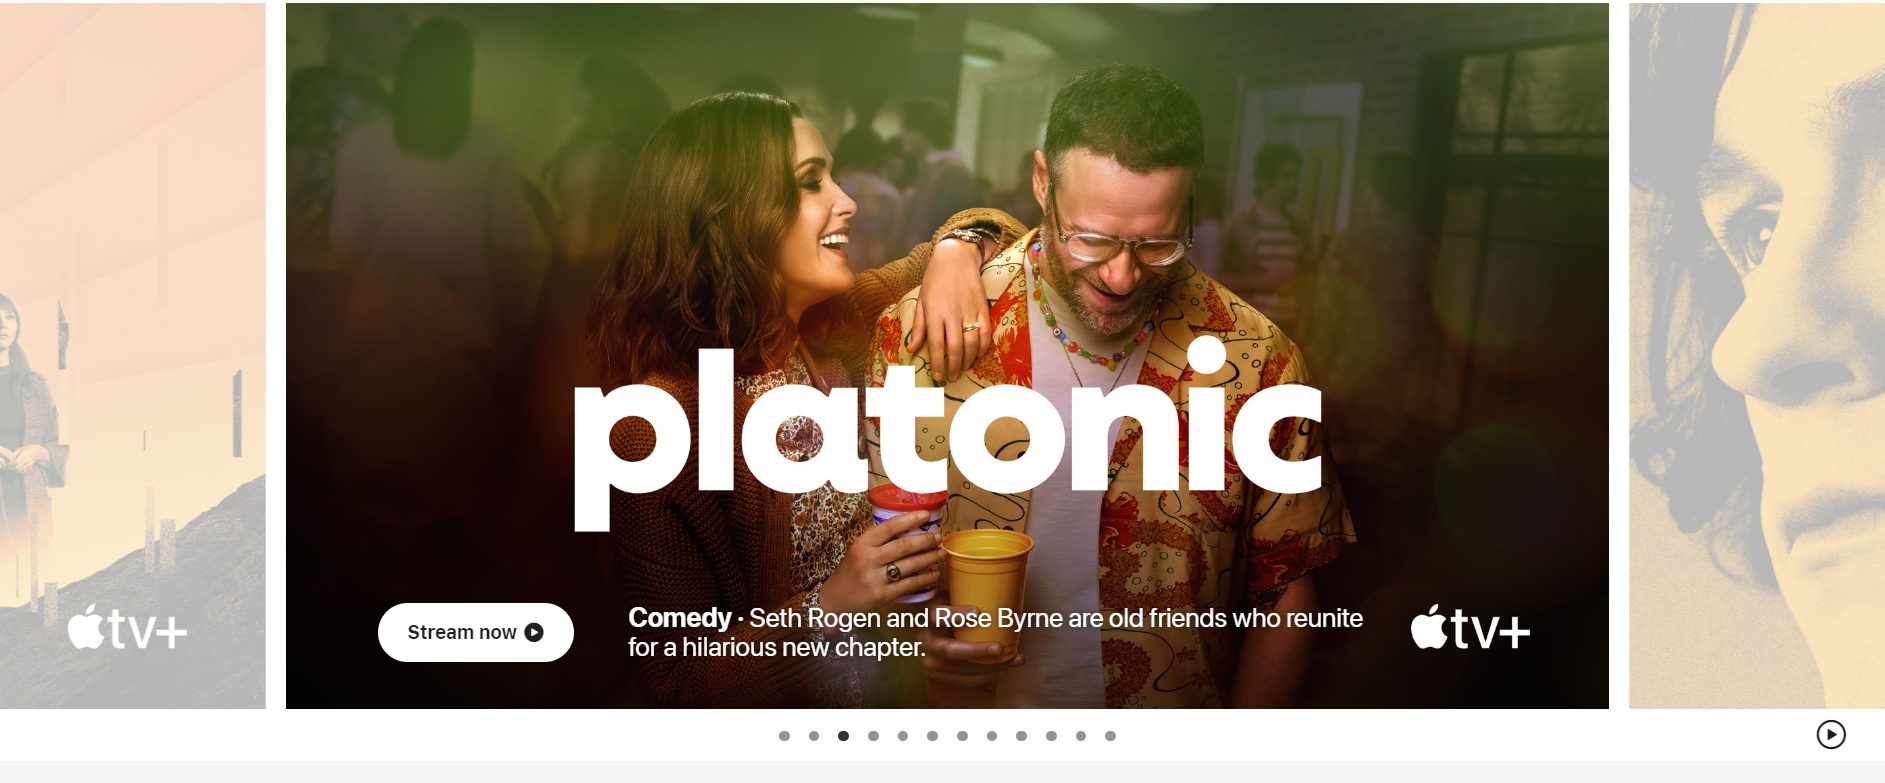 platonic
Stream now
Comedy · Seth Rogen and Rose Byrne are old friends who reunite
for a hilarious new chapter.
tv+
tv+